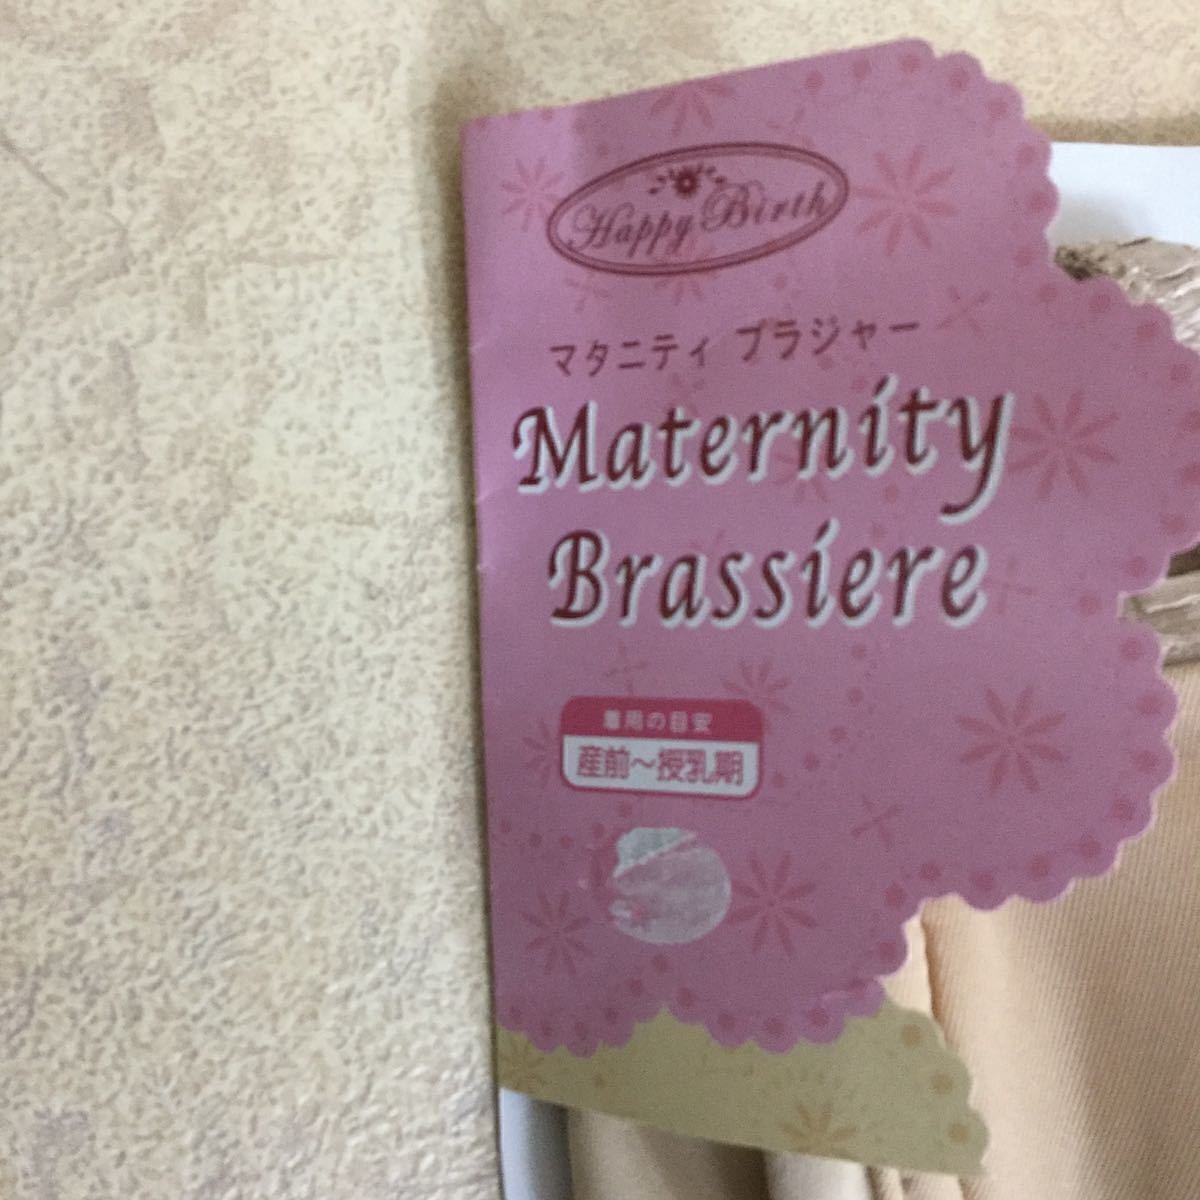 Happy Birth
マタニティ ブラジャー
Maternity
Brassiere
着用の目安
産前～授乳期